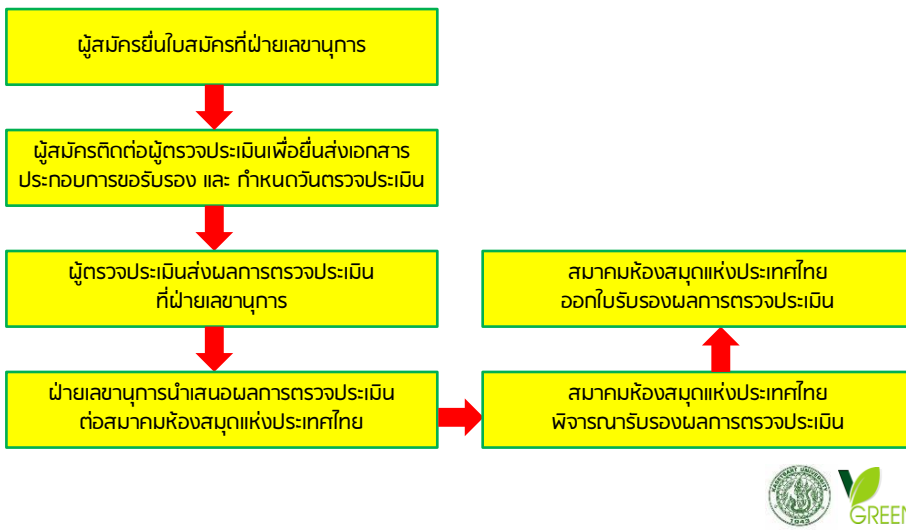 ผู้สมัครยื่นใบสมัครที่ฝ่ายเลขานุการ
ผู้สมัครติดต่อผู้ตรวจประเมินเพื่อยื่นส่งเอกสาร
ประกอบการขอรับรอง และ กำหนดวันตรวจประเมิน
ผู้ตรวจประเมินส่งผลการตรวจประเมิน
ที่ฝ่ายเลขานุการ
ฝ่ายเลขานุการนำเสนอผลการตรวจประเมิน
ต่อสมาคมห้องสมุดแห่งประเทศไทย
สมาคมห้องสมุดแห่งประเทศไทย
พิจารณารับรองผลการตรวจประเมิน
สมาคมห้องสมุดแห่งประเทศไทย
ออกใบรับรองผลการตรวจประเมิน
KASETSART UNIVERSITY
1943
V
GREEN